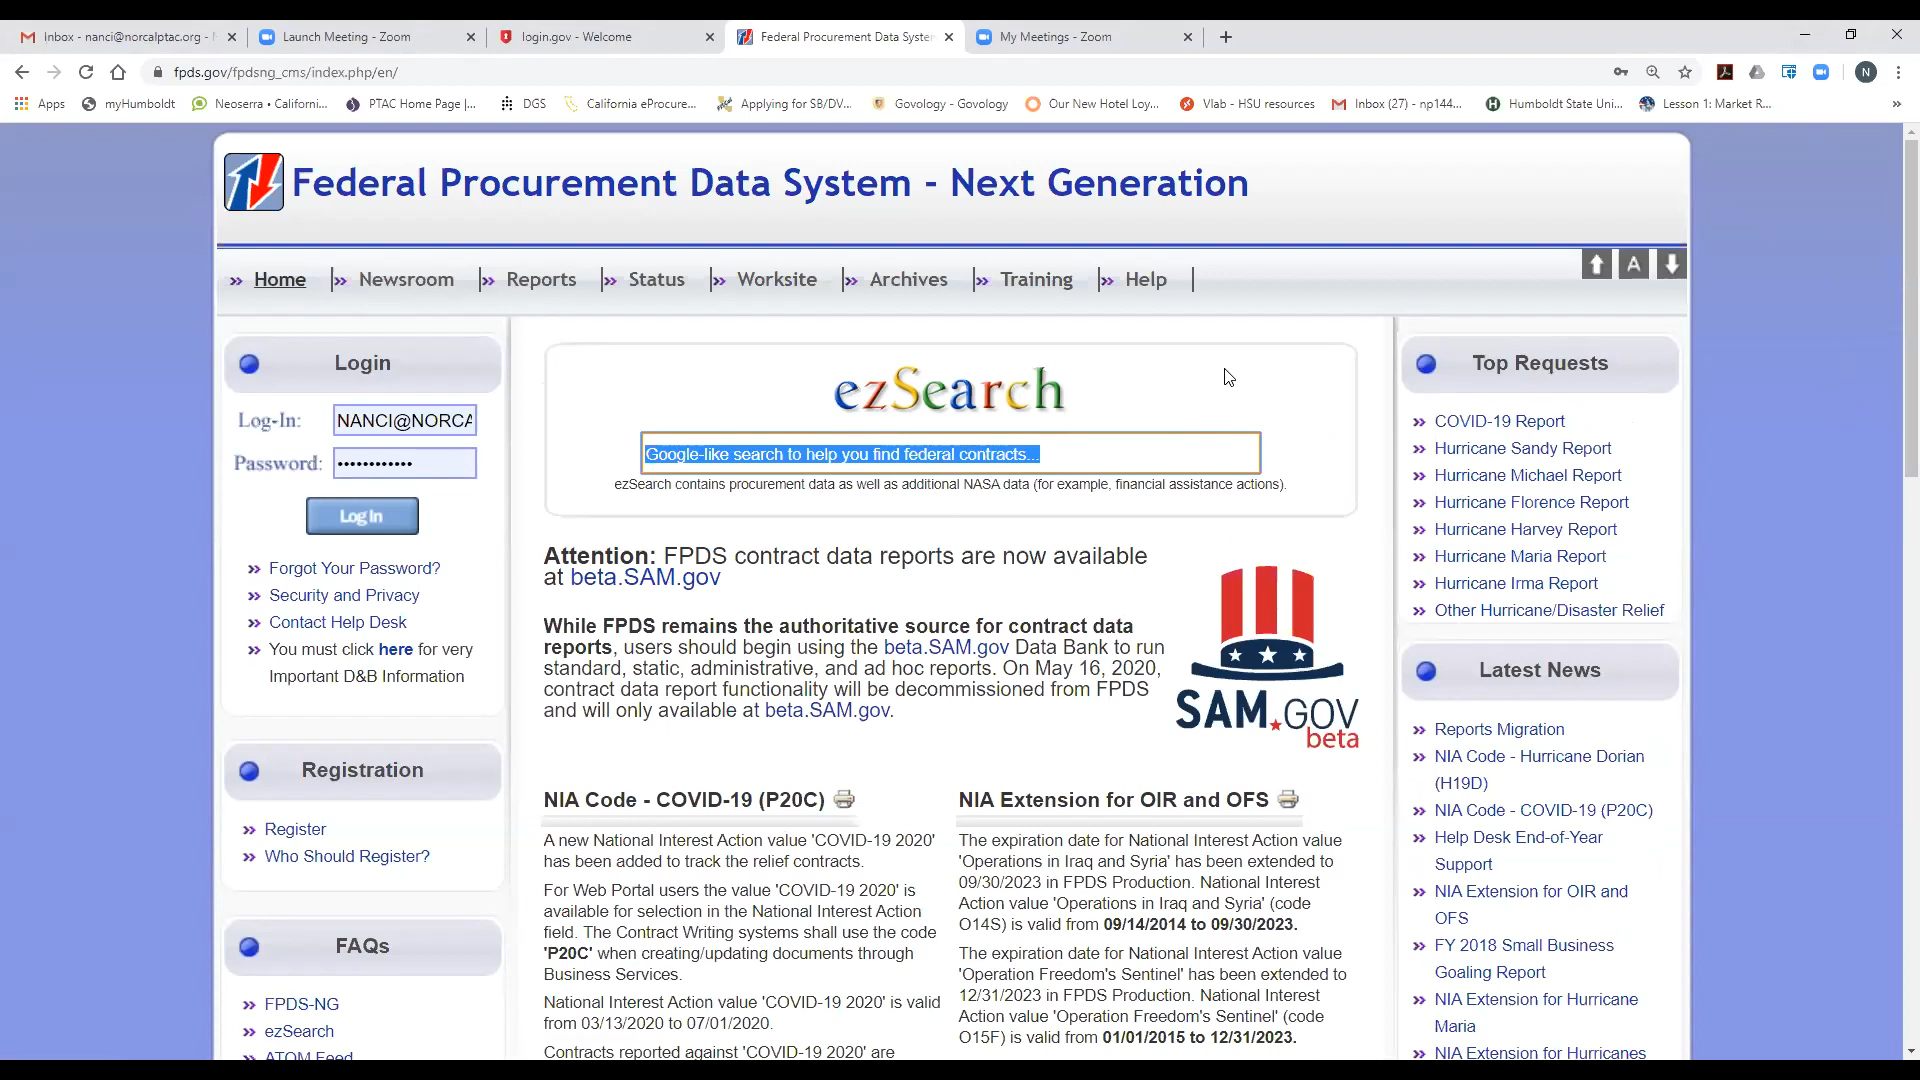 Inbox - nanci@norcalptac.org -
Launch Meeting - Zoom
login.gov - Welcome
Federal Procurement Data System
My Meetings - Zoom
fpds.gov/fpdsng_cms/index.php/en/
N
Apps
myHumboldt
Neoserra • Californi...
PTAC Home Page |...
DGS
California eProcure...
Applying for SB/DV...
Govology - Govology
Our New Hotel Loy...
Vlab - HSU resources
Inbox (27) - np144...
Humboldt State Uni...
Lesson 1: Market R...
Federal Procurement Data System - Next Generation
Home
Newsroom
Reports
Status
Worksite
Archives
Training
Help
A
Login
Log-In:
NANCI@NORCA
Password:
••••••••••••
Log In
Forgot Your Password?
Security and Privacy
Contact Help Desk
You must click here for very
Important D&B Information
Registration
Register
Who Should Register?
FAQs
FPDS-NG
ezSearch
ATOM Feed
ezSearch
Google-like search to help you find federal contracts...
ezSearch contains procurement data as well as additional NASA data (for example, financial assistance actions).
Attention: FPDS contract data reports are now available
at beta.SAM.gov
While FPDS remains the authoritative source for contract data
reports, users should begin using the beta.SAM.gov Data Bank to run
standard, static, administrative, and ad hoc reports. On May 16, 2020,
contract data report functionality will be decommissioned from FPDS
and will only available at beta.SAM.gov.
SAM.GOV
beta
NIA Code - COVID-19 (P20C)
A new National Interest Action value 'COVID-19 2020'
has been added to track the relief contracts.
For Web Portal users the value 'COVID-19 2020' is
available for selection in the National Interest Action
field. The Contract Writing systems shall use the code
'P20C' when creating/updating documents through
Business Services.
National Interest Action value 'COVID-19 2020' is valid
from 03/13/2020 to 07/01/2020.
Contracts reported against 'COVID-19 2020' are
NIA Extension for OIR and OFS
The expiration date for National Interest Action value
'Operations in Iraq and Syria' has been extended to
09/30/2023 in FPDS Production. National Interest
Action value 'Operations in Iraq and Syria' (code
O14S) is valid from 09/14/2014 to 09/30/2023.
The expiration date for National Interest Action value
'Operation Freedom's Sentinel' has been extended to
12/31/2023 in FPDS Production. National Interest
Action value 'Operation Freedom's Sentinel' (code
O15F) is valid from 01/01/2015 to 12/31/2023.
Top Requests
COVID-19 Report
Hurricane Sandy Report
Hurricane Michael Report
Hurricane Florence Report
Hurricane Harvey Report
Hurricane Maria Report
Hurricane Irma Report
Other Hurricane/Disaster Relief
Latest News
Reports Migration
NIA Code - Hurricane Dorian
(H19D)
NIA Code - COVID-19 (P20C)
Help Desk End-of-Year
Support
NIA Extension for OIR and
OFS
FY 2018 Small Business
Goaling Report
NIA Extension for Hurricane
Maria
NIA Extension for Hurricanes